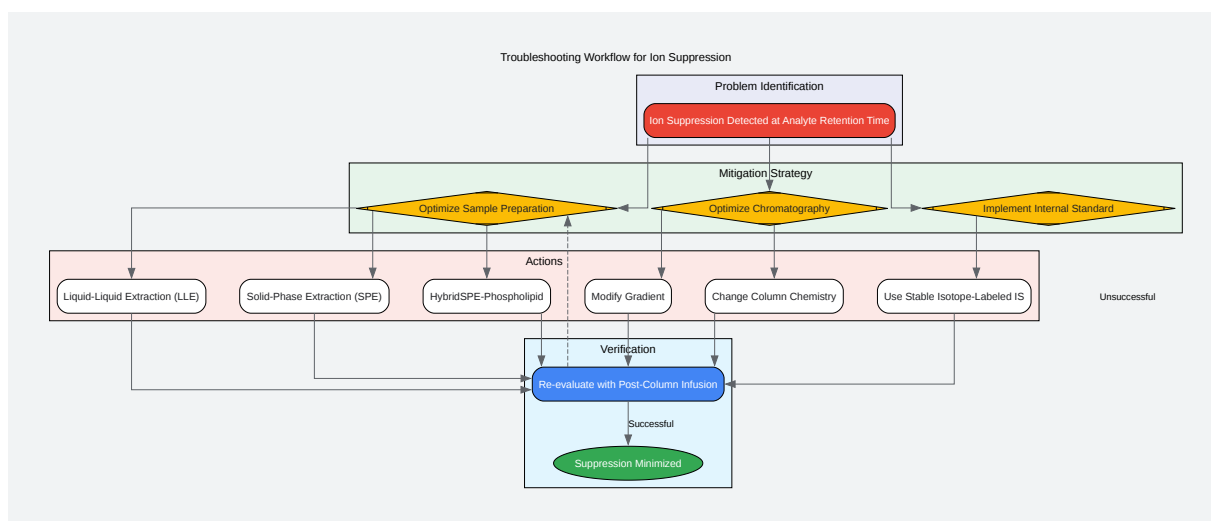 Troubleshooting Workflow for Ion Suppression
Problem Identification
Ion Suppression Detected at Analyte Retention Time
Mitigation Strategy
Optimize Sample Preparation
Optimize Chromatography
Implement Internal Standard
Actions
Liquid-Liquid Extraction (LLE)
Solid-Phase Extraction (SPE)
HybridSPE-Phospholipid
Modify Gradient
Change Column Chemistry
Use Stable Isotope-Labeled IS
Unsuccessful
Verification
Re-evaluate with Post-Column Infusion
Successful
Suppression Minimized